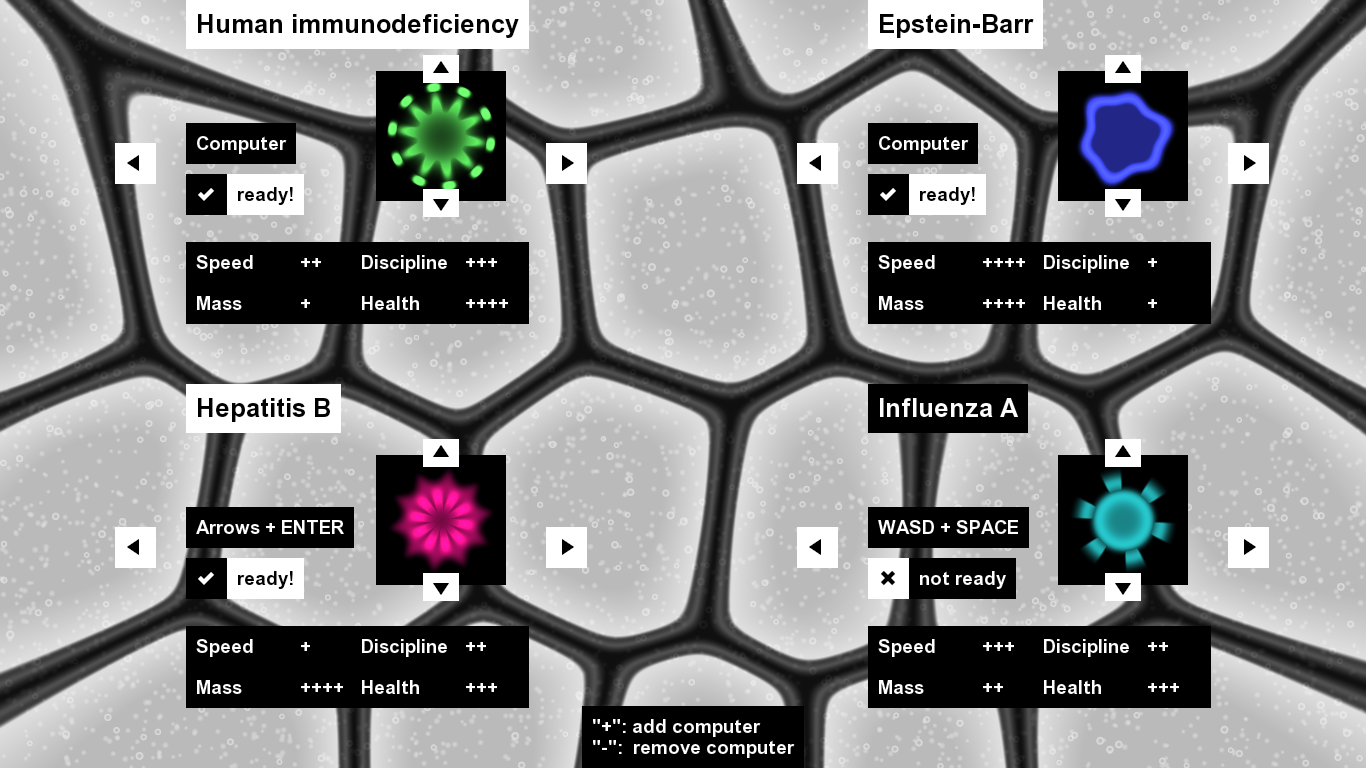 Human immunodeficiency
Computer
ready!
Speed ++ Discipline +++
Mass + Health ++++
Epstein-Barr
Computer
ready!
Speed ++++ Discipline +
Mass ++++ Health +
Hepatitis B
Arrows + ENTER
ready!
Speed + Discipline ++
Mass ++++ Health +++
Influenza A
WASD + SPACE
not ready
Speed +++ Discipline ++
Mass ++ Health +++
"+": add computer
"-": remove computer